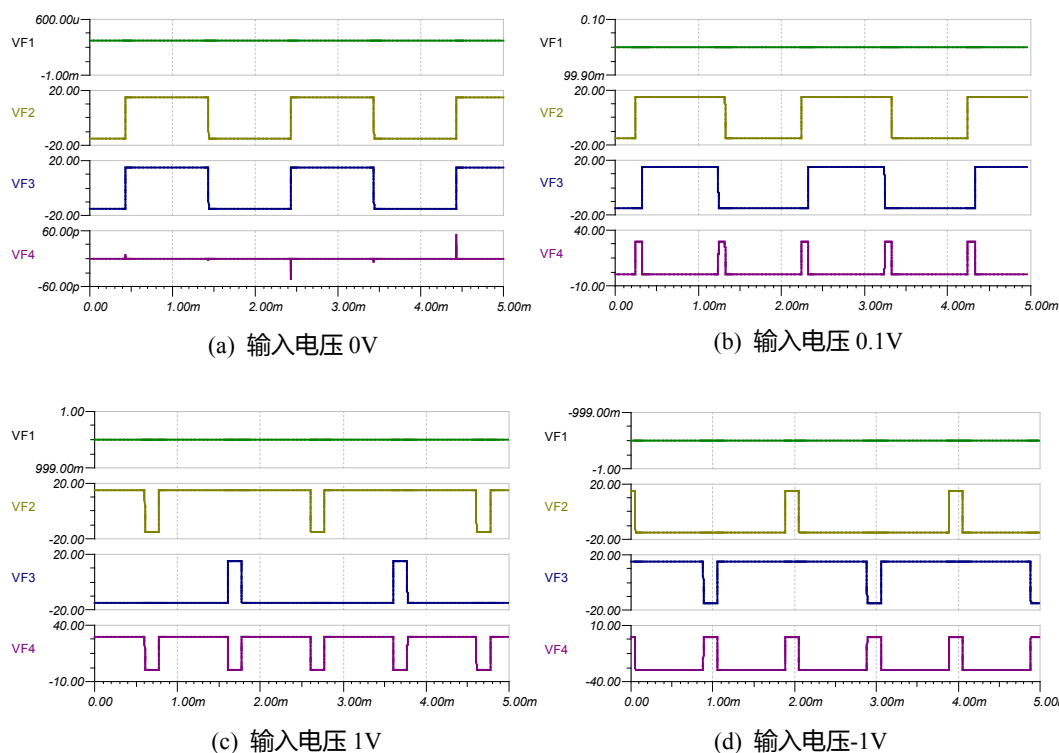 600.00u
VF1
-1.00m
20.00
VF2
-20.00
20.00
VF3
-20.00
60.00p
VF4
-60.00p
0.00 1.00m 2.00m 3.00m 4.00m 5.00m
(a) 输入电压 0V
0.10
VF1
99.90m
20.00
VF2
-20.00
20.00
VF3
-20.00
40.00
VF4
-10.00
0.00 1.00m 2.00m 3.00m 4.00m 5.00m
(b) 输入电压 0.1V
1.00
VF1
999.00m
20.00
VF2
-20.00
20.00
VF3
-20.00
40.00
VF4
-10.00
0.00 1.00m 2.00m 3.00m 4.00m 5.00m
(c) 输入电压 1V
-999.00m
VF1
-1.00
20.00
VF2
-20.00
20.00
VF3
-20.00
10.00
VF4
-40.00
0.00 1.00m 2.00m 3.00m 4.00m 5.00
(d) 输入电压-1V